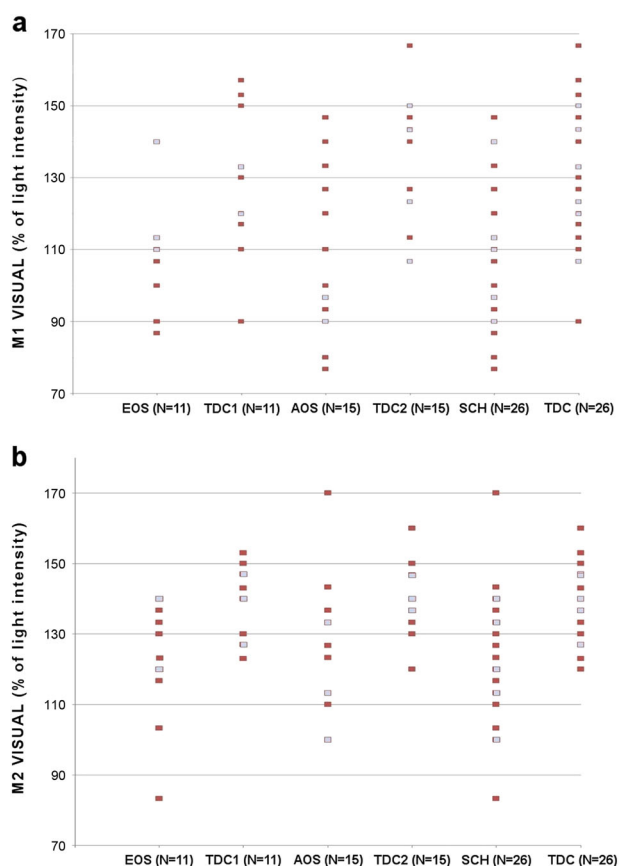 a
M1 VISUAL (% of light intensity)
170
150
130
110
90
70
EOS (N=11) TDC1 (N=11) AOS (N=15) TDC2 (N=15) SCH (N=26) TDC (N=26)
b
M2 VISUAL (% of light intensity)
170
150
130
110
90
70
EOS (N=11) TDC1 (N=11) AOS (N=15) TDC2 (N=15) SCH (N=26) TDC (N=26)